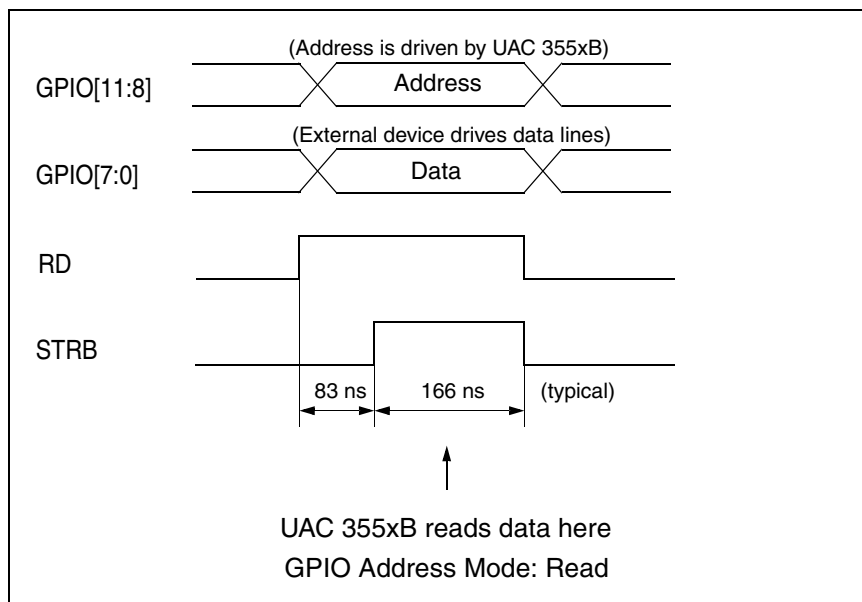 (Address is driven by UAC 355xB)
GPIO[11:8]
Address
(External device drives data lines)
GPIO[7:0]
Data
RD
STRB
83 ns
166 ns
(typical)
UAC 355xB reads data here
GPIO Address Mode: Read